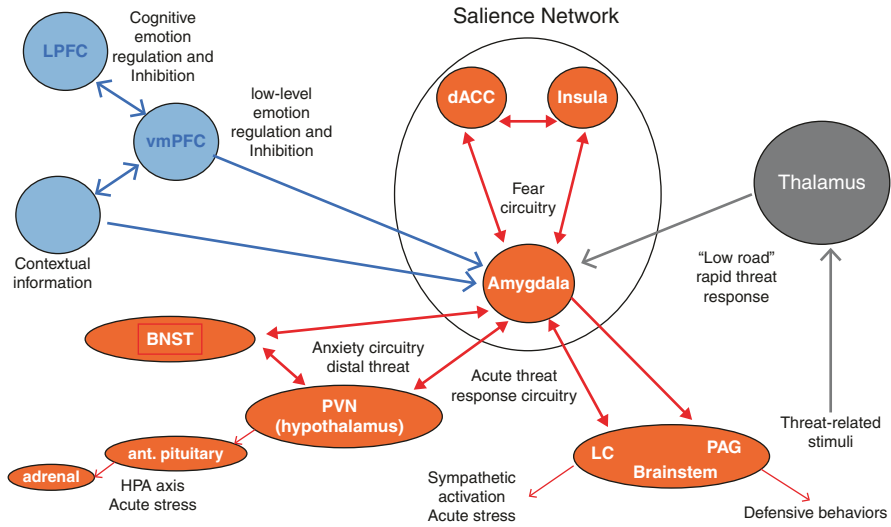 Salience Network
Cognitive
emotion
regulation and
Inhibition
LPFC
low-level
emotion
regulation and
Inhibition
vmPFC
dACC
Insula
Thalamus
Fear
circuitry
Contextual
information
Amygdala
"Low road"
rapid threat
response
BNST
Anxiety circuitry
distal threat
Acute threat
response circuitry
PVN
(hypothalamus)
Threat-related
stimuli
ant. pituitary
adrenal
HPA axis
Acute stress
LC
PAG
Brainstem
Sympathetic
activation
Acute stress
Defensive behaviors